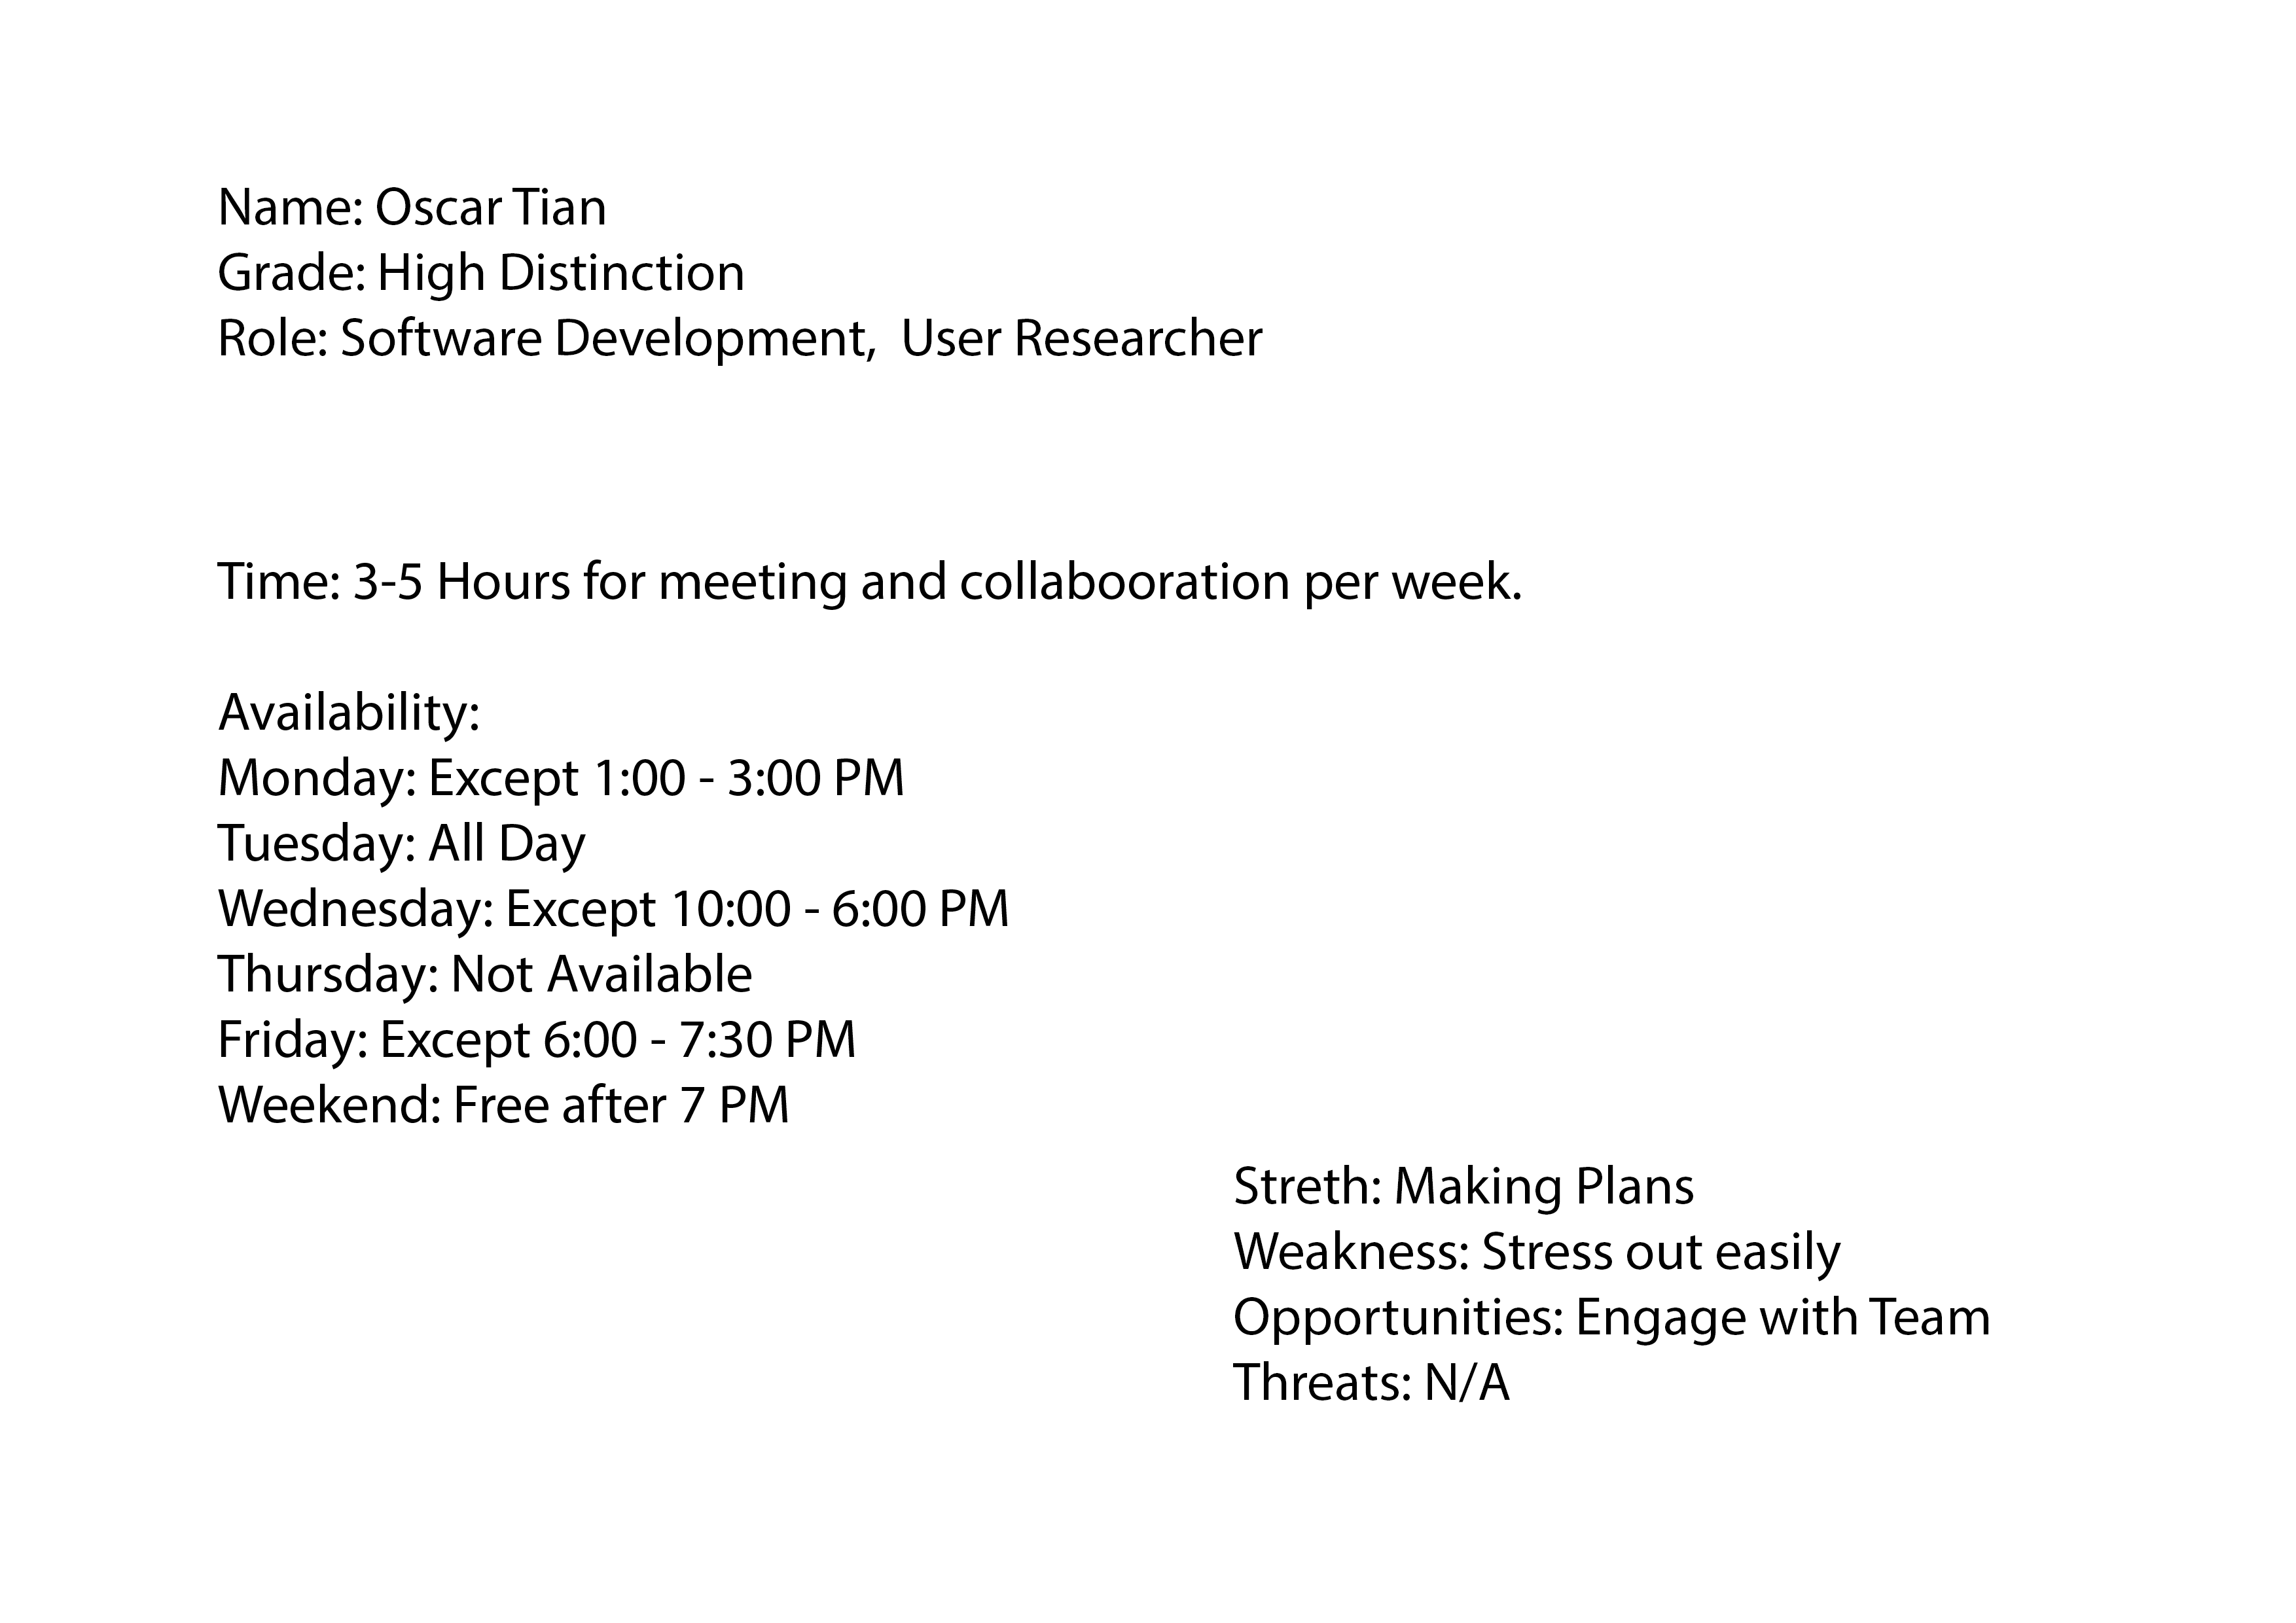 Name: Oscar Tian
Grade: High Distinction
Role: Software Development,  User Researcher
Time: 3-5 Hours for meeting and collabooration per week.
Availability:
Monday: Except 1:00 - 3:00 PM
Tuesday: All Day
Wednesday: Except 10:00 - 6:00 PM
Thursday: Not Available
Friday: Except 6:00 - 7:30 PM
Weekend: Free after 7 PM
Streth: Making Plans
Weakness: Stress out easily
Opportunities: Engage with Team
Threats: N/A